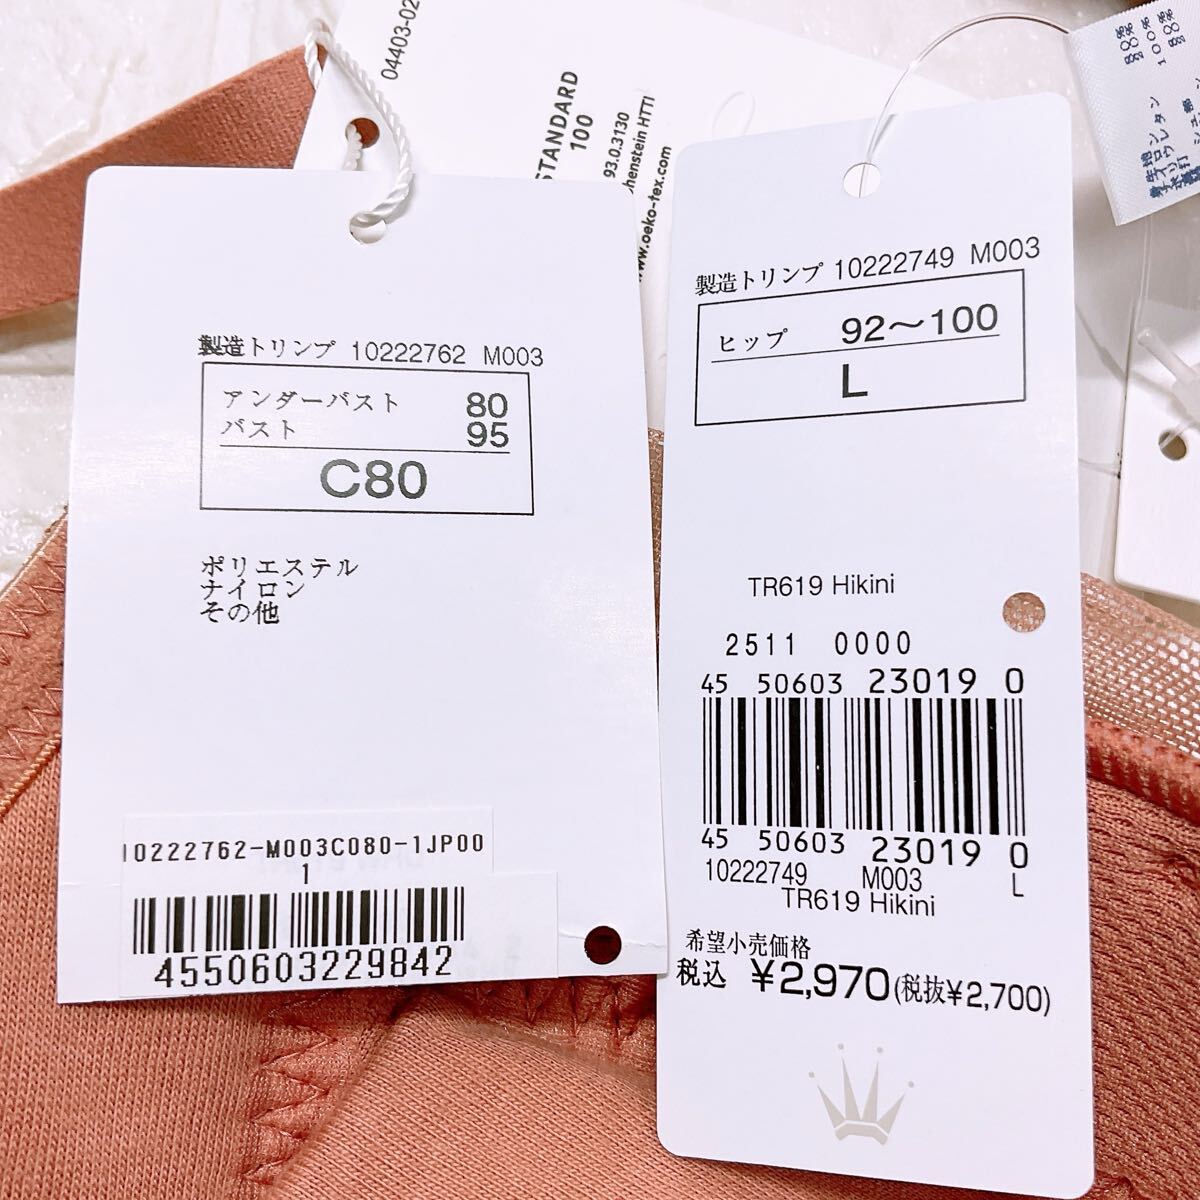 04403-02
STANDARD
100
93.0.3130
ohenstein HTTI
www.oeko-tex.com
製造トリンプ 10222762 M003
アンダーバスト 80
バスト 95
C80
ポリエステル
ナイロン
その他
10222762-M003C080-1JP00
1
4550603229842
製造トリンプ 10222749 M003
ヒップ 92～100
L
TR619 Hikini
2511 0000
45 50603 23019 0
45 50603 23019 0
10222749 M003 L
TR619 Hikini
希望小売価格
税込 ¥2,970(税抜¥2,700)